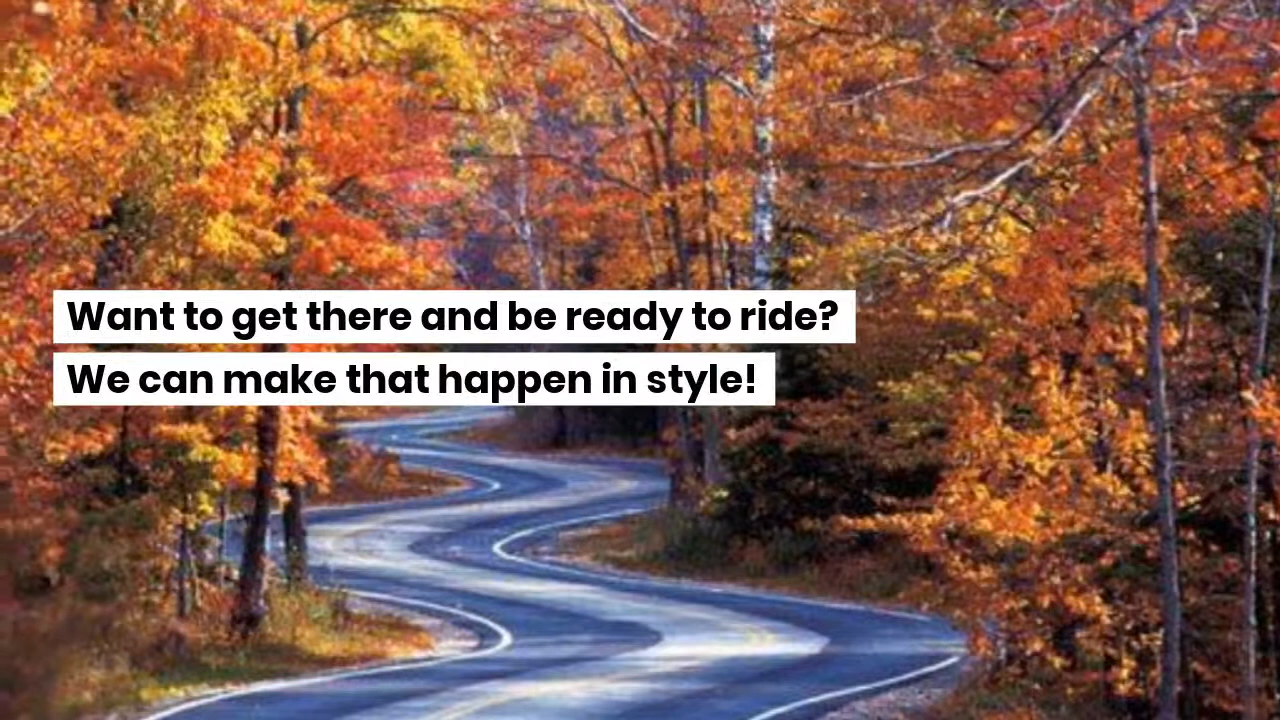 Want to get there and be ready to ride?
We can make that happen in style!